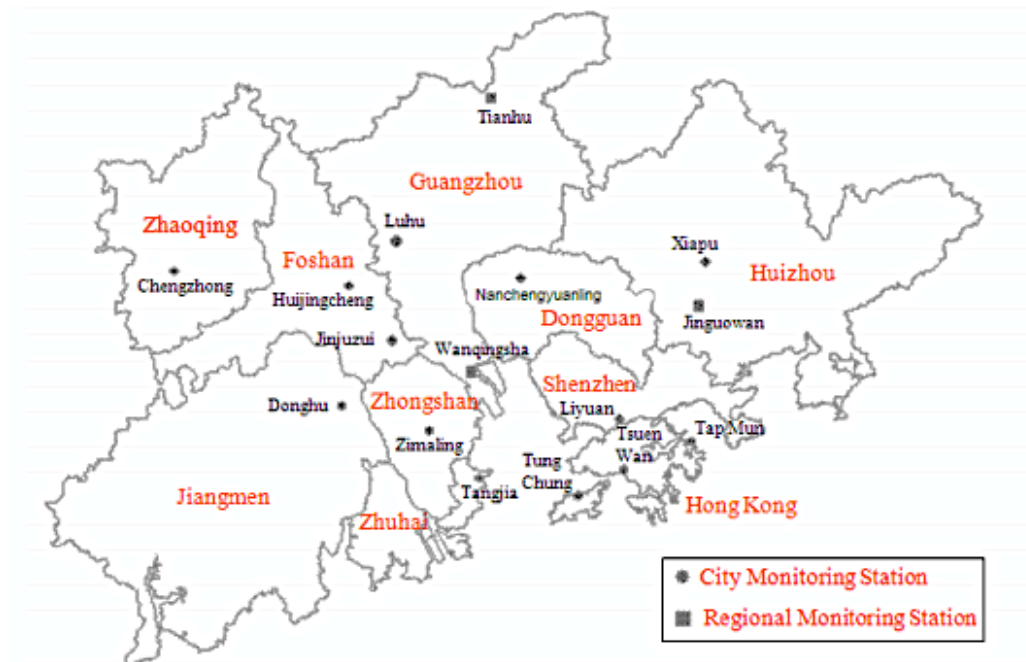 Tianhu
Guangzhou
Zhaoqing
Luhu
Xiapu
Foshan
Huizhou
Chengzhong
Huijingcheng
Nanchengyuanling
Dongguan
Jinguowan
Jinjuzui
Wanqingsha
Shenzhen
Zhongshan
Donghu
Liyuan
Tsuen
Wan
Tap Mun
Zimaling
Tung
Chung
Tangjia
Jiangmen
Zhuhai
Hong Kong
City Monitoring Station
Regional Monitoring Station